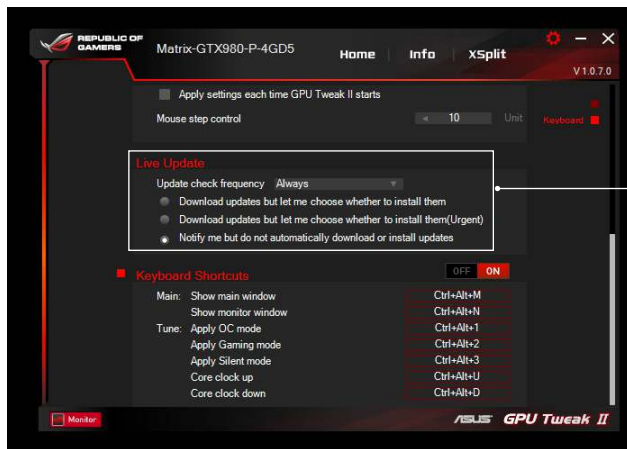 REPUBLIC OF
GAMERS
Matrix-GTX980-P-4GD5
Home
Info
XSplit
V1.0.7.0
Apply settings each time GPU Tweak II starts
Mouse step control
10
Unit
Keyboard
Live Update
Update check frequency Always
Download updates but let me choose whether to install them
Download updates but let me choose whether to install them(Urgent)
Notify me but do not automatically download or install updates
Keyboard Shortcuts
OFF ON
Main: Show main window Ctrl+Alt+M
Show monitor window Ctrl+Alt+N
Tune: Apply OC mode Ctrl+Alt+1
Apply Gaming mode Ctrl+Alt+2
Apply Silent mode Ctrl+Alt+3
Core clock up Ctrl+Alt+U
Core clock down Ctrl+Alt+D
Monitor
ASUS GPU Tweak II